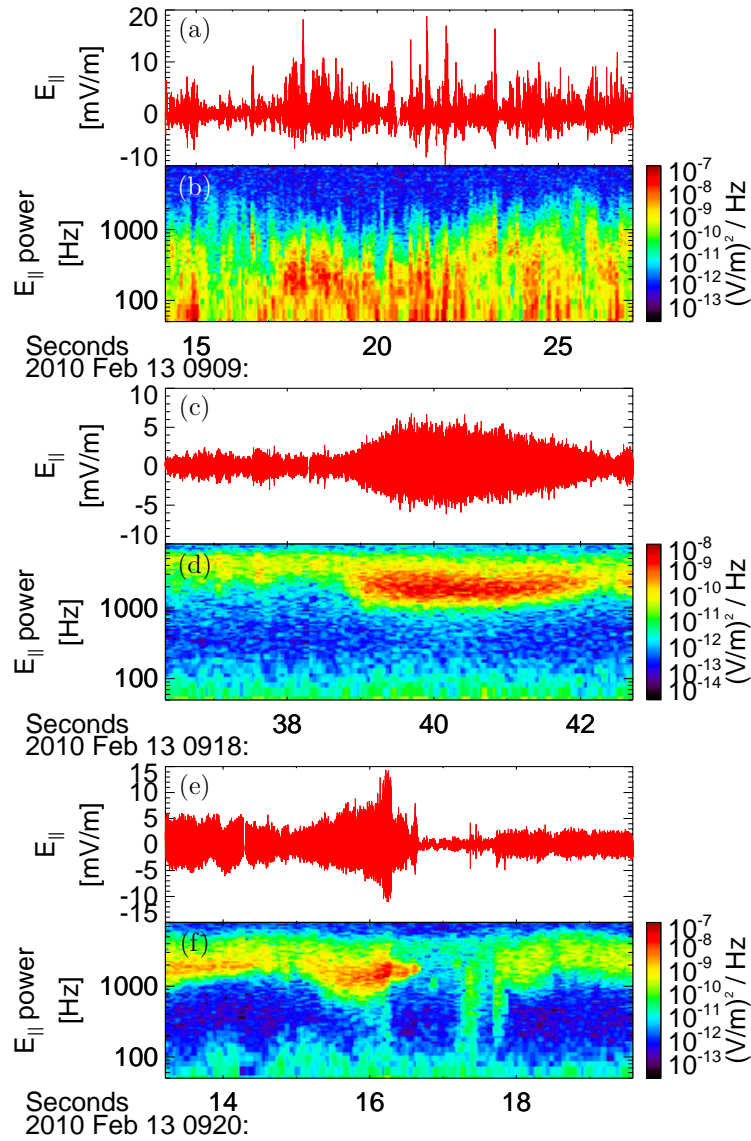 (a)
E||
[mV/m]
20
10
0
-10
(b)
E|| power
[Hz]
1000
100
10⁻⁷
10⁻⁸
10⁻⁹
10⁻¹⁰
10⁻¹¹
10⁻¹²
10⁻¹³
(V/m)² / Hz
Seconds 15 20 25
2010 Feb 13 0909:
(c)
E||
[mV/m]
10
5
0
-5
-10
(d)
E|| power
[Hz]
1000
100
10⁻⁸
10⁻⁹
10⁻¹⁰
10⁻¹¹
10⁻¹²
10⁻¹³
10⁻¹⁴
(V/m)² / Hz
Seconds 38 40 42
2010 Feb 13 0918:
(e)
E||
[mV/m]
15
10
5
0
-5
-10
-15
(f)
E|| power
[Hz]
1000
100
10⁻⁷
10⁻⁸
10⁻⁹
10⁻¹⁰
10⁻¹¹
10⁻¹²
10⁻¹³
(V/m)² / Hz
Seconds 14 16 18
2010 Feb 13 0920: